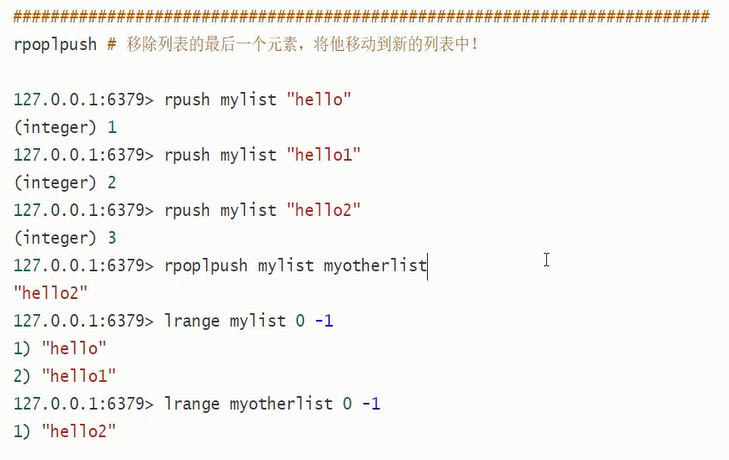 ##########################################################################
rpoplpush # 移除列表的最后一个元素，将他移动到新的列表中！
127.0.0.1:6379> rpush mylist "hello"
(integer) 1
127.0.0.1:6379> rpush mylist "hello1"
(integer) 2
127.0.0.1:6379> rpush mylist "hello2"
(integer) 3
127.0.0.1:6379> rpoplpush mylist myotherlist
"hello2"
127.0.0.1:6379> lrange mylist 0 -1
1) "hello"
2) "hello1"
127.0.0.1:6379> lrange myotherlist 0 -1
1) "hello2"